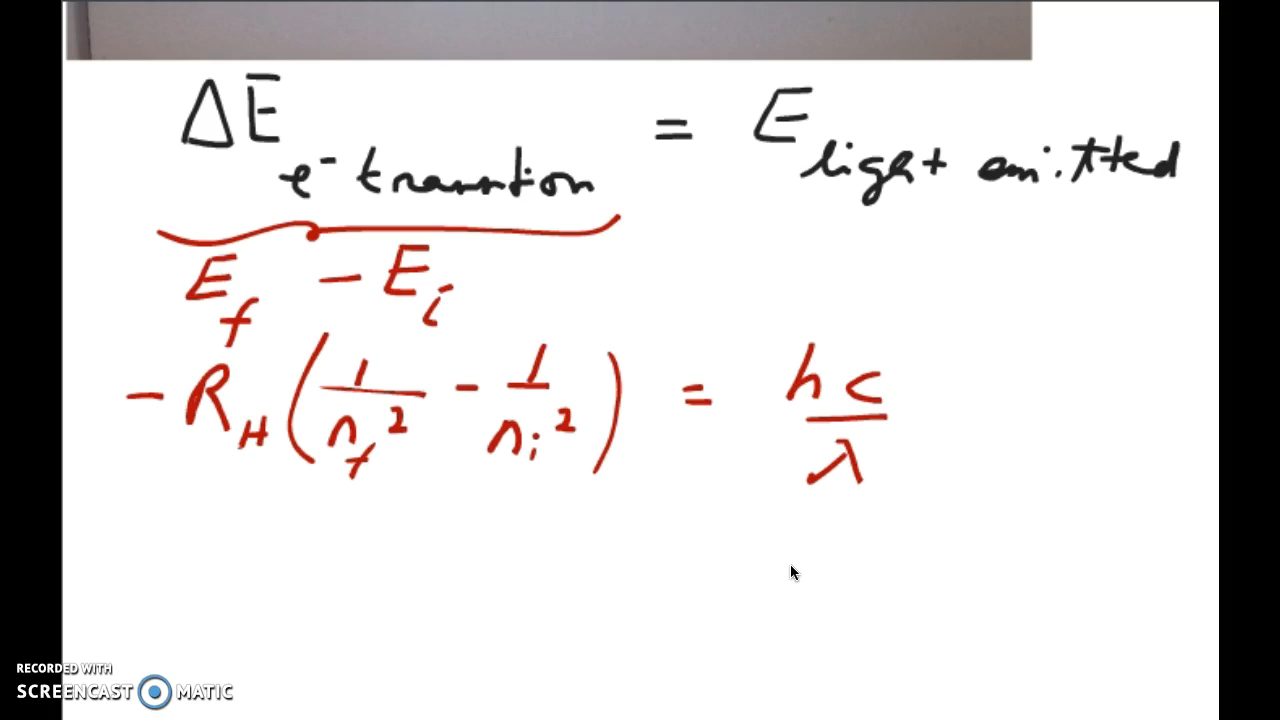 ΔE e⁻ transition = E light emitted
E_f - E_i
- R_H (1/n_f² - 1/n_i²) = hc/λ
RECORDED WITH
SCREENCAST MATIC